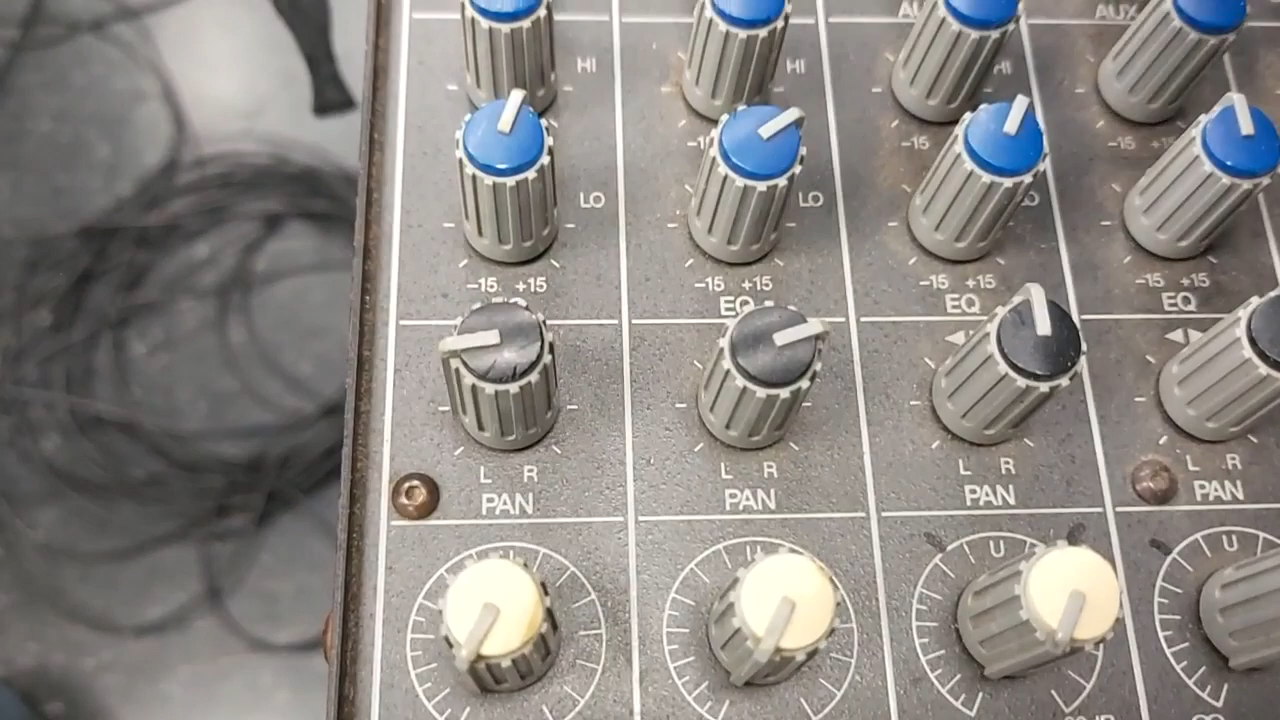 AUX
HI HI HI
-15 -15 +15
LO LO
-15 +15 -15 +15 -15 +15 -15 +15
EQ EQ EQ
L R L R L R L R
PAN PAN PAN PAN
U U